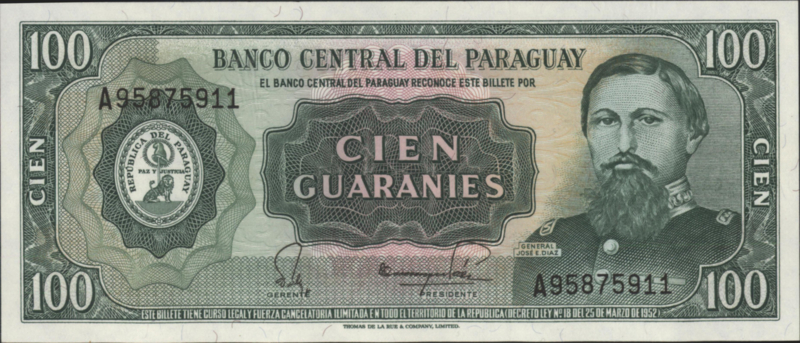 100
BANCO CENTRAL DEL PARAGUAY
100
EL BANCO CENTRAL DEL PARAGUAY RECONOCE ESTE BILLETE POR
A95875911
CIEN
REPÚBLICA DEL PARAGUAY
PAZ Y JUSTICIA
CIEN
GUARANIES
CIEN
GENERAL
JOSÉ E. DIAZ
A95875911
GERENTE
PRESIDENTE
100
100
ESTE BILLETE TIENE CURSO LEGAL Y FUERZA CANCELATORIA ILIMITADA EN TODO EL TERRITORIO DE LA REPUBLICA (DECRETO LEY Nº 18 DEL 25 DE MARZO DE 1952)
THOMAS DE LA RUE & COMPANY, LIMITED.